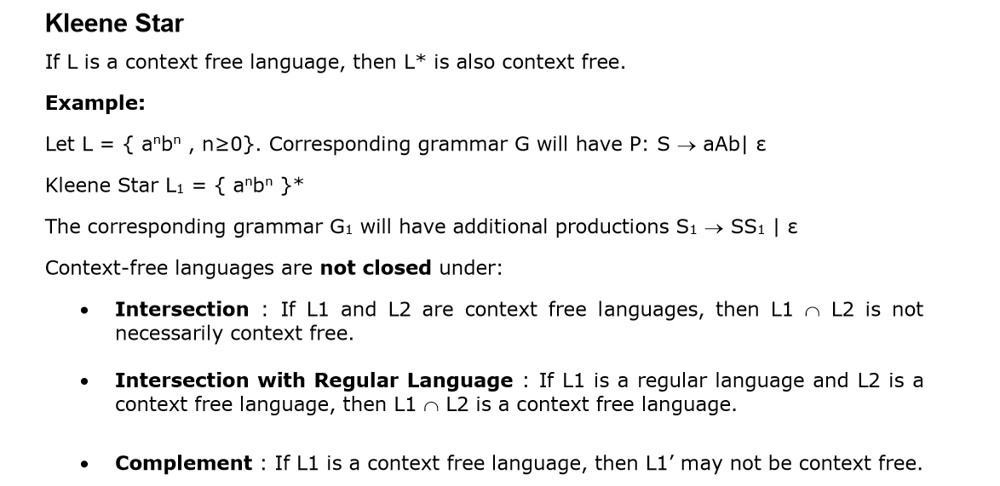 Kleene Star
If L is a context free language, then L* is also context free.
Example:
Let L = { aⁿbⁿ , n≥0}. Corresponding grammar G will have P: S → aAb| ε
Kleene Star L₁ = { aⁿbⁿ }*
The corresponding grammar G₁ will have additional productions S₁ → SS₁ | ε
Context-free languages are not closed under:
• Intersection : If L1 and L2 are context free languages, then L1 ∩ L2 is not
necessarily context free.
• Intersection with Regular Language : If L1 is a regular language and L2 is a
context free language, then L1 ∩ L2 is a context free language.
• Complement : If L1 is a context free language, then L1′ may not be context free.